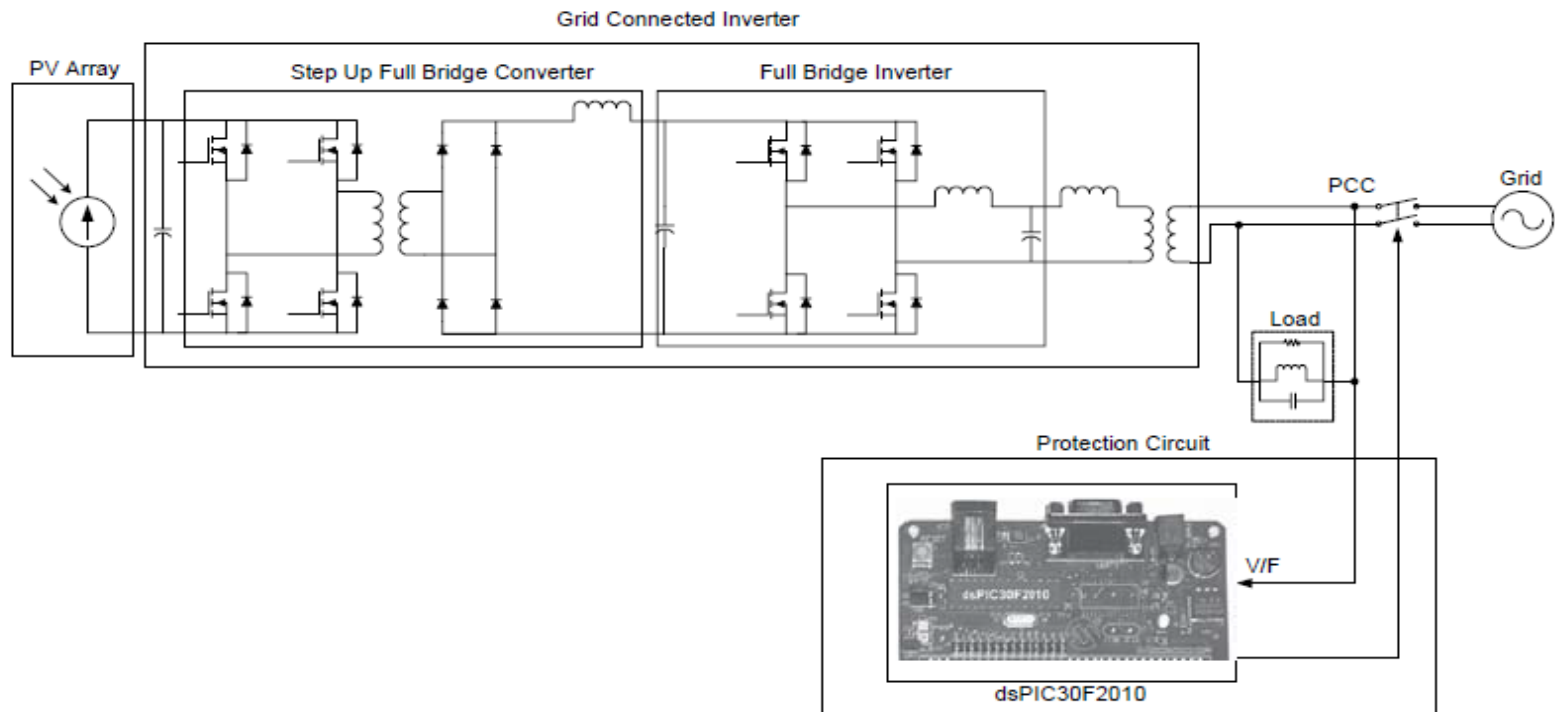 Grid Connected Inverter
PV Array
Step Up Full Bridge Converter
Full Bridge Inverter
PCC
Grid
Load
Protection Circuit
V/F
dsPIC30F2010
dsPIC30F2010